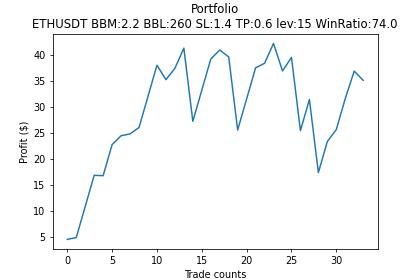 Portfolio
ETHUSDT BBM:2.2 BBL:260 SL:1.4 TP:0.6 lev:15 WinRatio:74.0
40
35
30
25
20
15
10
5
Profit ($)
0 5 10 15 20 25 30
Trade counts